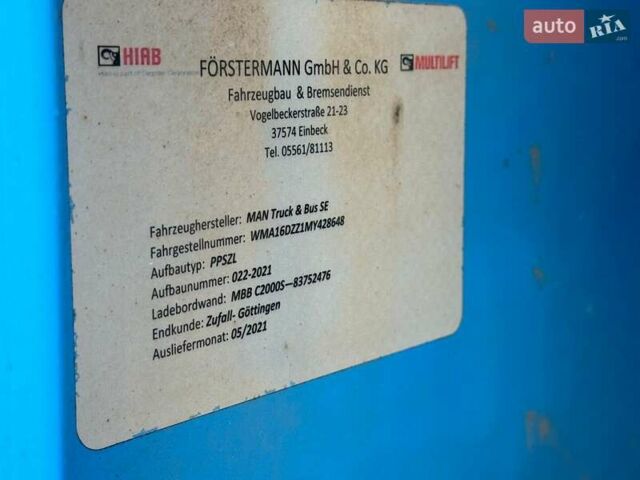 auto RIA
.com
HIAB
MULTILIFT
FÖRSTERMANN GmbH & Co. KG
Fahrzeugbau & Bremsendienst
Vogelbeckerstraße 21-23
37574 Einbeck
Tel. 05561/81113
Fahrzeughersteller: MAN Truck & Bus SE
Fahrgestellnummer: WMA16DZZ1MY428648
Aufbautyp: PPSZL
Aufbaunummer: 022-2021
Ladebordwand: MBB C2000S—83752476
Endkunde: Zufall- Göttingen
Ausliefermonat: 05/2021